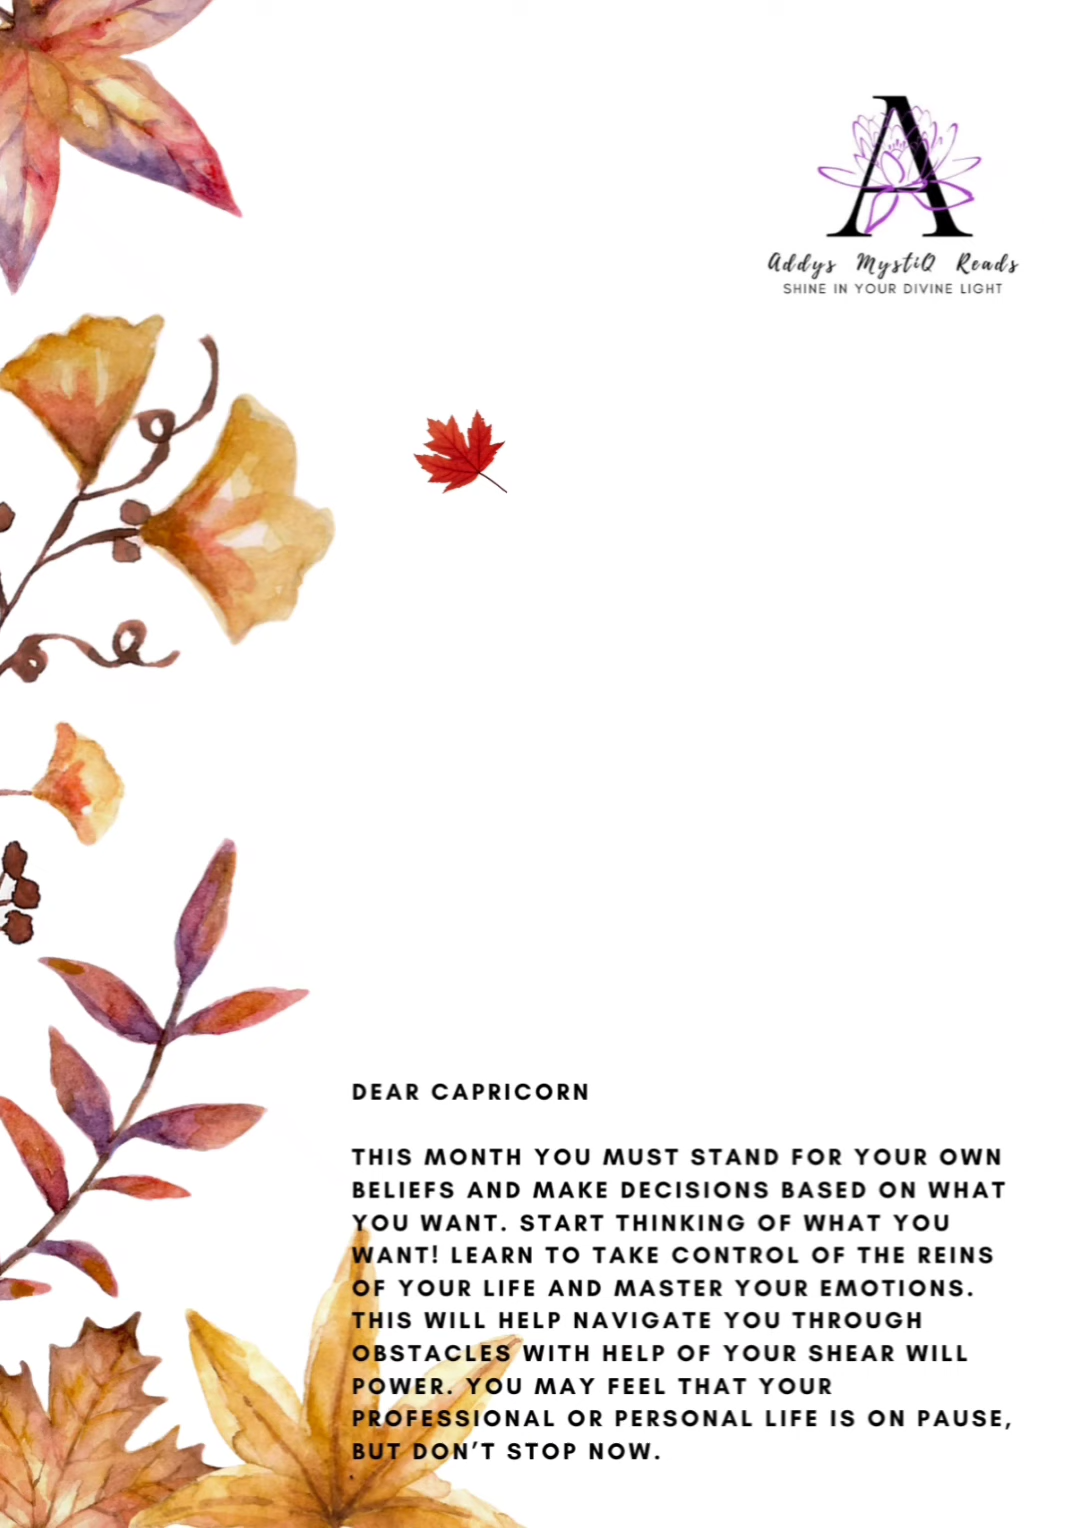 A
Addys MystiQ Reads
SHINE IN YOUR DIVINE LIGHT
DEAR CAPRICORN
THIS MONTH YOU MUST STAND FOR YOUR OWN
BELIEFS AND MAKE DECISIONS BASED ON WHAT
YOU WANT. START THINKING OF WHAT YOU
WANT! LEARN TO TAKE CONTROL OF THE REINS
OF YOUR LIFE AND MASTER YOUR EMOTIONS.
THIS WILL HELP NAVIGATE YOU THROUGH
OBSTACLES WITH HELP OF YOUR SHEAR WILL
POWER. YOU MAY FEEL THAT YOUR
PROFESSIONAL OR PERSONAL LIFE IS ON PAUSE,
BUT DON’T STOP NOW.